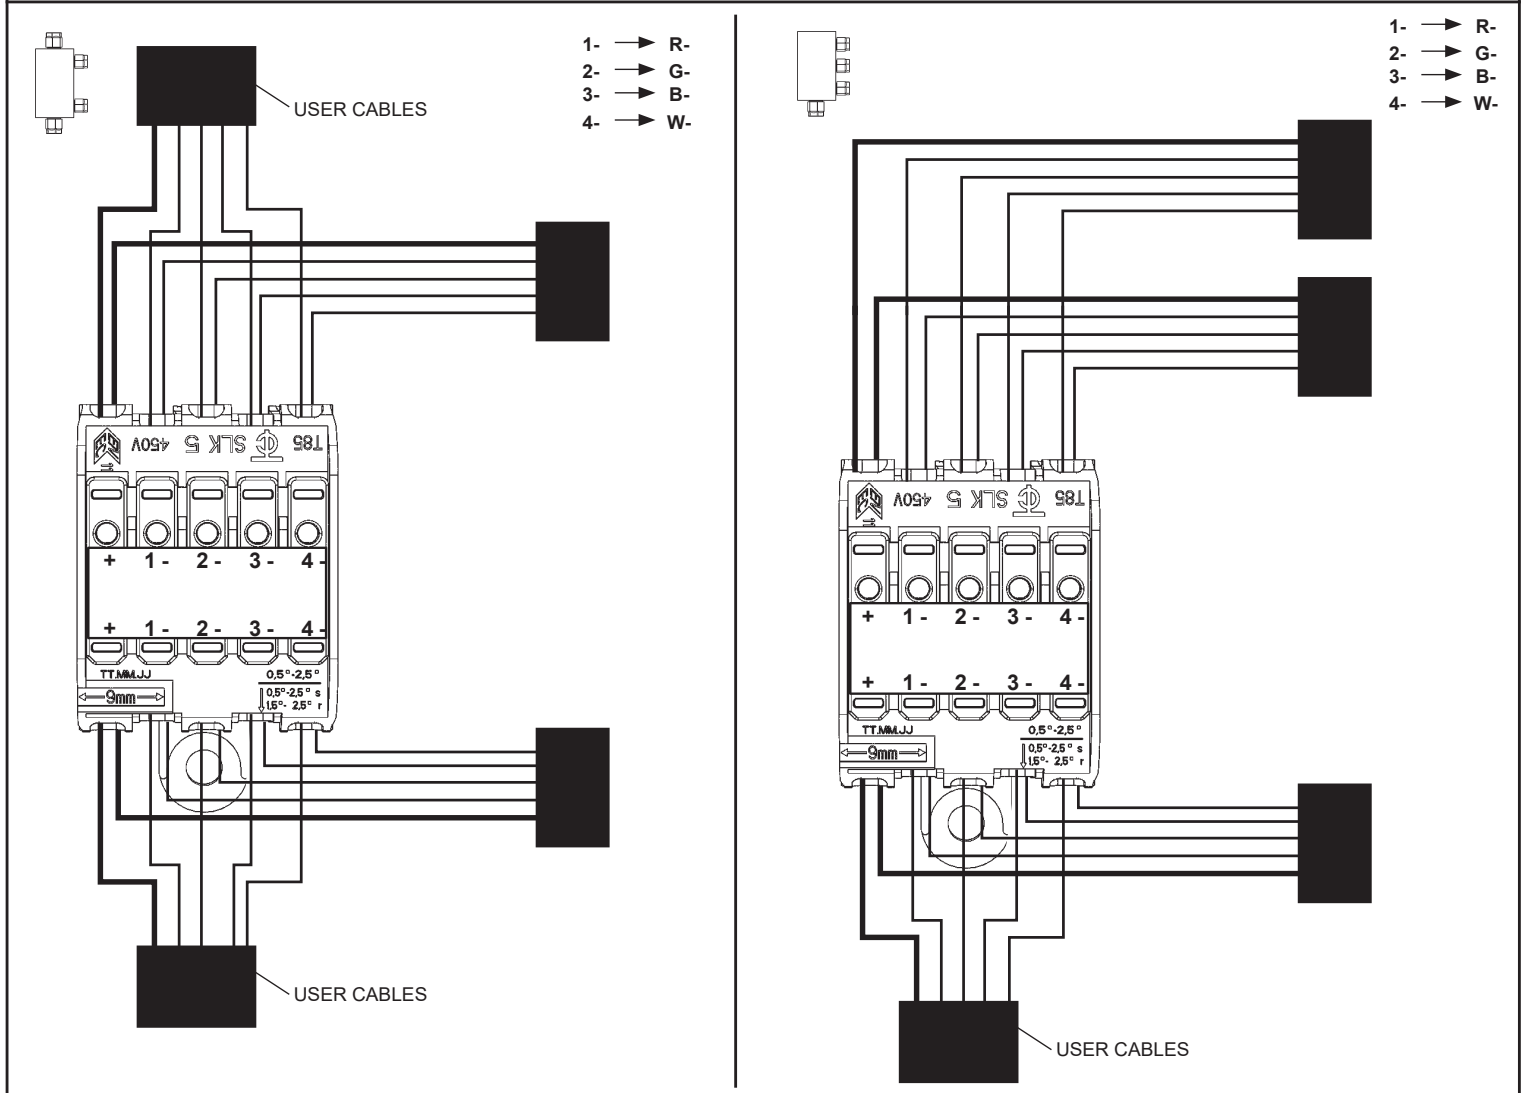 1- R-
2- G-
3- B-
4- W-
USER CABLES
450V SLK 5 T85
11
+ 1 - 2 - 3 - 4 -
+ 1 - 2 - 3 - 4 -
TT.MM.JJ
9mm
0,5°-2,5°
0,5°-2,5° s
1,5°- 2,5° r
USER CABLES
1- R-
2- G-
3- B-
4- W-
450V SLK 5 T85
11
+ 1 - 2 - 3 - 4 -
+ 1 - 2 - 3 - 4 -
TT.MM.JJ
9mm
0,5°-2,5°
0,5°-2,5° s
1,5°- 2,5° r
USER CABLES